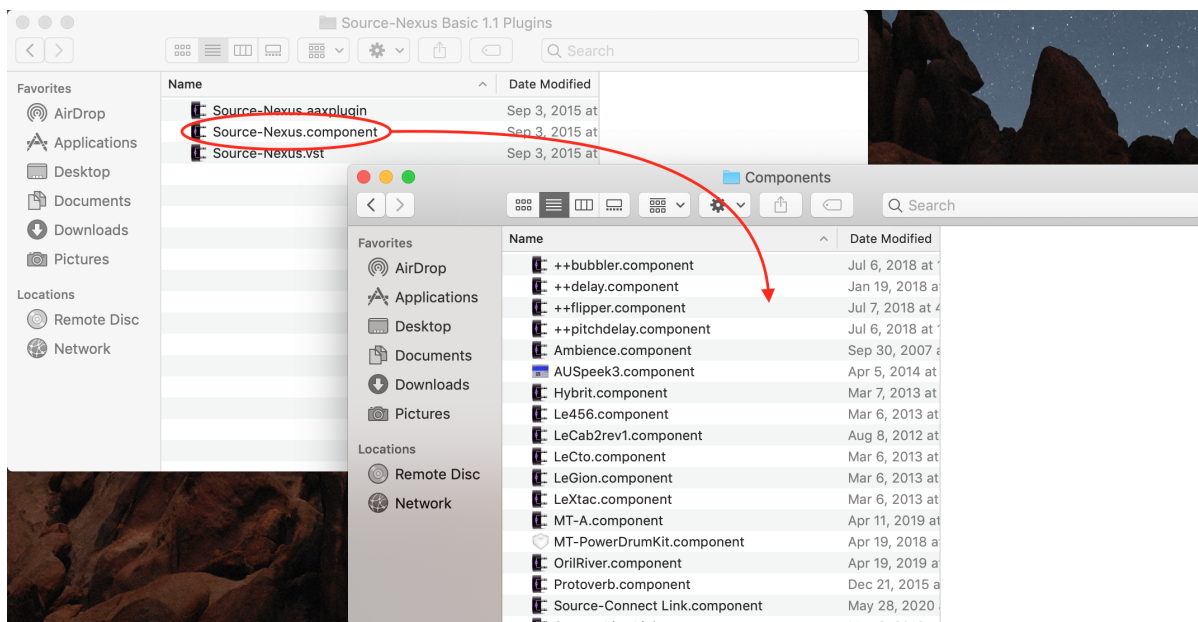 Source-Nexus Basic 1.1 Plugins
Search
Favorites
AirDrop
Applications
Desktop
Documents
Downloads
Pictures
Locations
Remote Disc
Network
Name Date Modified
Source-Nexus.aaxplugin Sep 3, 2015 at
Source-Nexus.component Sep 3, 2015 at
Source-Nexus.vst Sep 3, 2015 at
Components
Search
Favorites
AirDrop
Applications
Desktop
Documents
Downloads
Pictures
Locations
Remote Disc
Network
Name Date Modified
++bubbler.component Jul 6, 2018 at
++delay.component Jan 19, 2018 a
++flipper.component Jul 7, 2018 at 4
++pitchdelay.component Jul 6, 2018 at
Ambience.component Sep 30, 2007 a
AUSpeek3.component Apr 5, 2014 at
Hybrit.component Mar 7, 2013 at
Le456.component Mar 6, 2013 at
LeCab2rev1.component Aug 8, 2012 at
LeCto.component Mar 6, 2013 at
LeGion.component Mar 6, 2013 at
LeXtac.component Mar 6, 2013 at
MT-A.component Apr 11, 2019 at
MT-PowerDrumKit.component Apr 19, 2018 a
OrilRiver.component Apr 19, 2019 a
Protoverb.component Dec 21, 2015 a
Source-Connect Link.component May 28, 2020